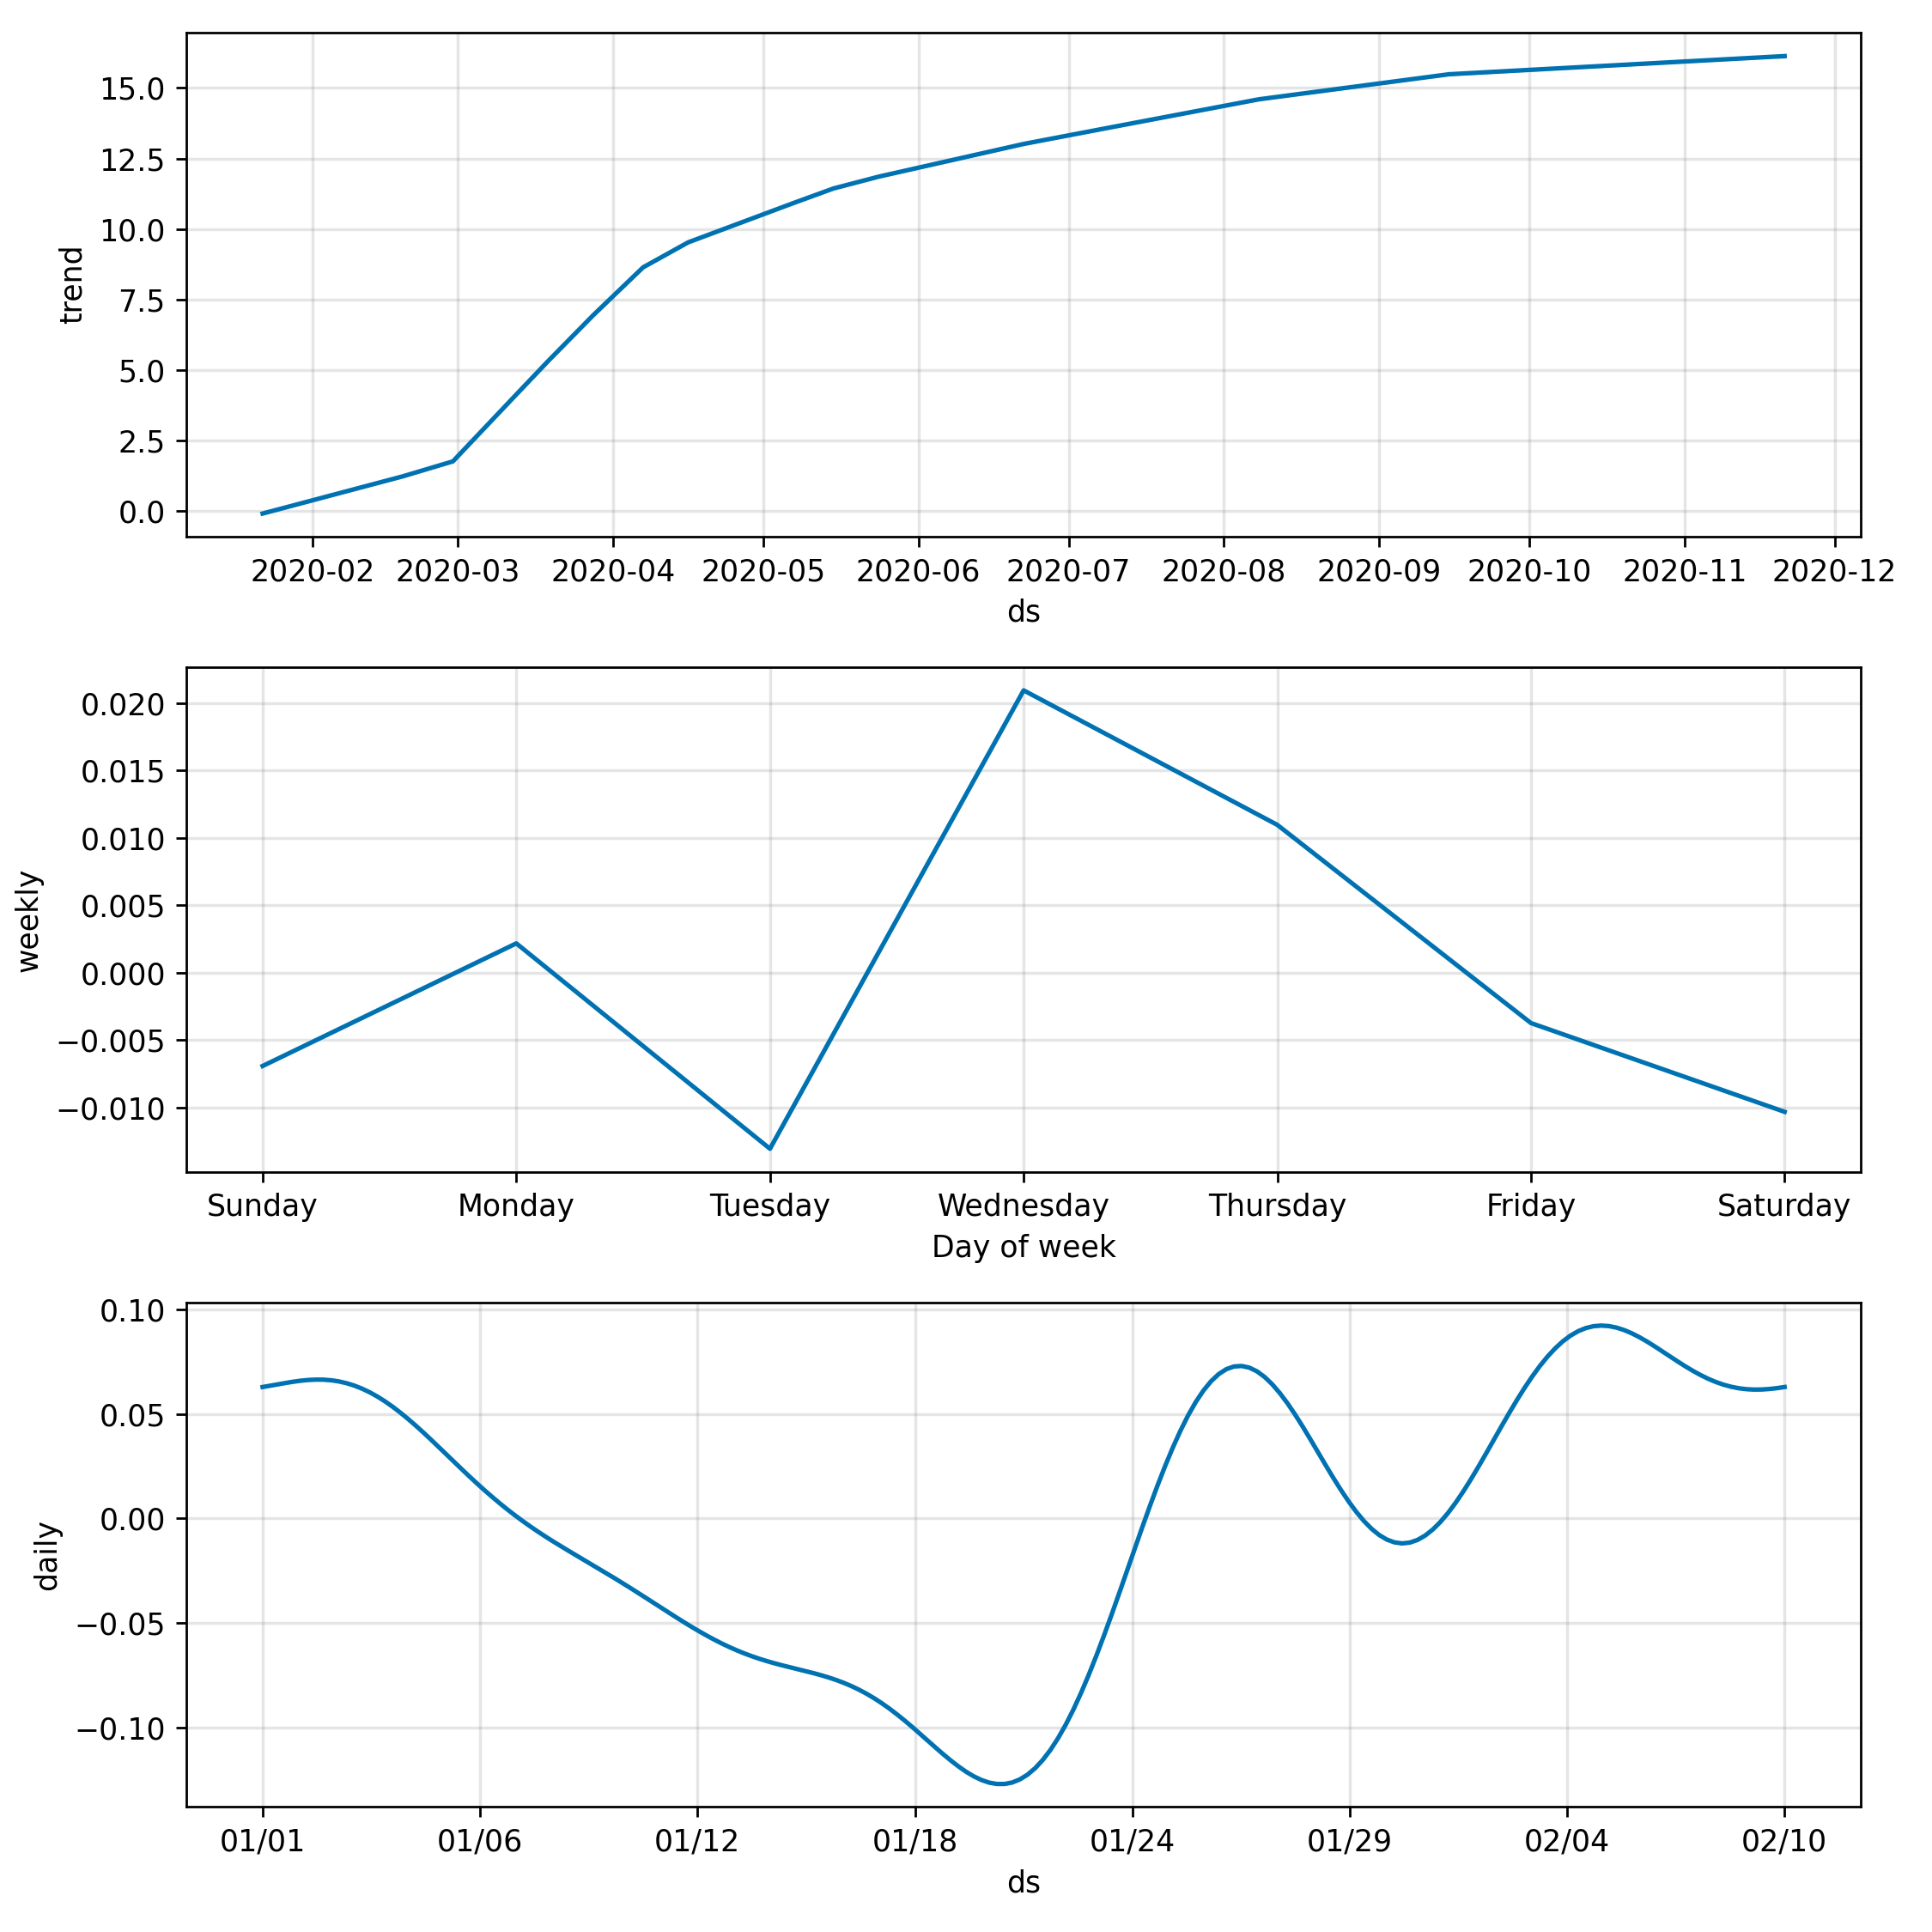 15.0
12.5
10.0
7.5
5.0
2.5
0.0
trend
2020-02 2020-03 2020-04 2020-05 2020-06 2020-07 2020-08 2020-09 2020-10 2020-11 2020-12
ds
0.020
0.015
0.010
0.005
0.000
−0.005
−0.010
weekly
Sunday Monday Tuesday Wednesday Thursday Friday Saturday
Day of week
0.10
0.05
0.00
−0.05
−0.10
daily
01/01 01/06 01/12 01/18 01/24 01/29 02/04 02/10
ds